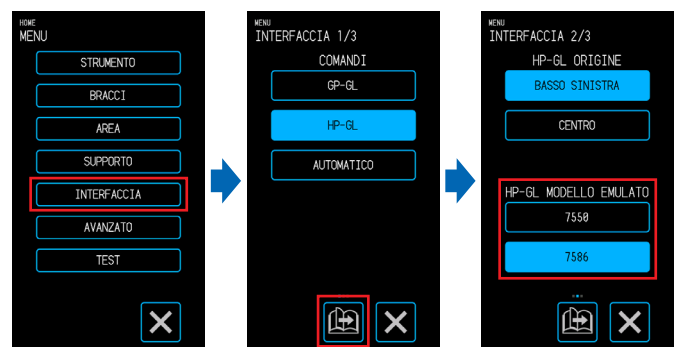 HOME
MENU
STRUMENTO
BRACCI
AREA
SUPPORTO
INTERFACCIA
AVANZATO
TEST
MENU
INTERFACCIA 1/3
COMANDI
GP-GL
HP-GL
AUTOMATICO
MENU
INTERFACCIA 2/3
HP-GL ORIGINE
BASSO SINISTRA
CENTRO
HP-GL MODELLO EMULATO
7550
7586